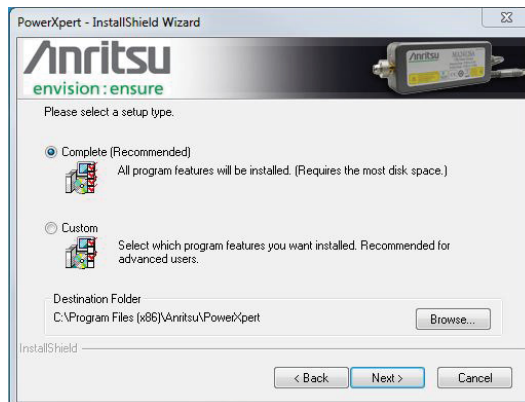 PowerXpert - InstallShield Wizard
Anritsu
envision : ensure
Please select a setup type.
Complete (Recommended)
All program features will be installed. (Requires the most disk space.)
Custom
Select which program features you want installed. Recommended for
advanced users.
Destination Folder
C:\Program Files (x86)\Anritsu\PowerXpert
Browse...
InstallShield
< Back
Next >
Cancel